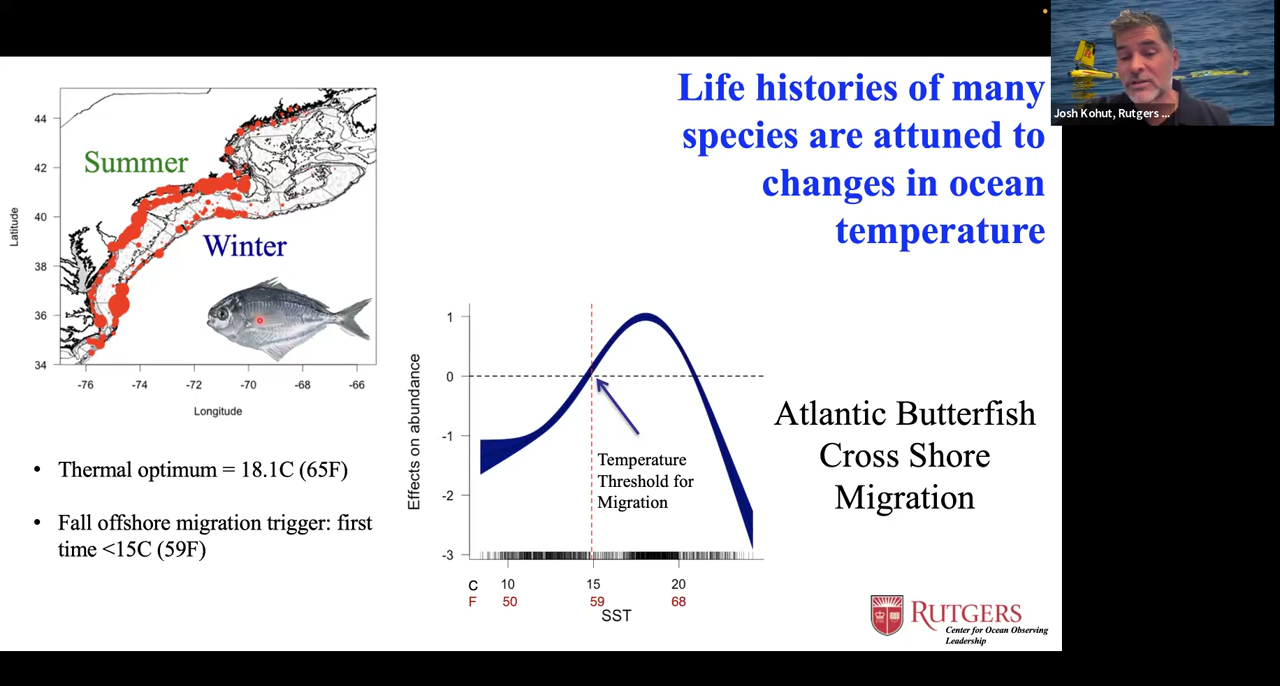 Josh Kohut, Rutgers ...
Life histories of many
species are attuned to
changes in ocean
temperature
44
42
40
38
36
34
Latitude
Summer
Winter
-76
-74
-72
-70
-68
-66
Longitude
• Thermal optimum = 18.1C (65F)
• Fall offshore migration trigger: first
time <15C (59F)
1
0
-1
-2
-3
Effects on abundance
Temperature
Threshold for
Migration
C 10 15 20
F 50 59 68
SST
Atlantic Butterfish
Cross Shore
Migration
RUTGERS
Center for Ocean Observing
Leadership